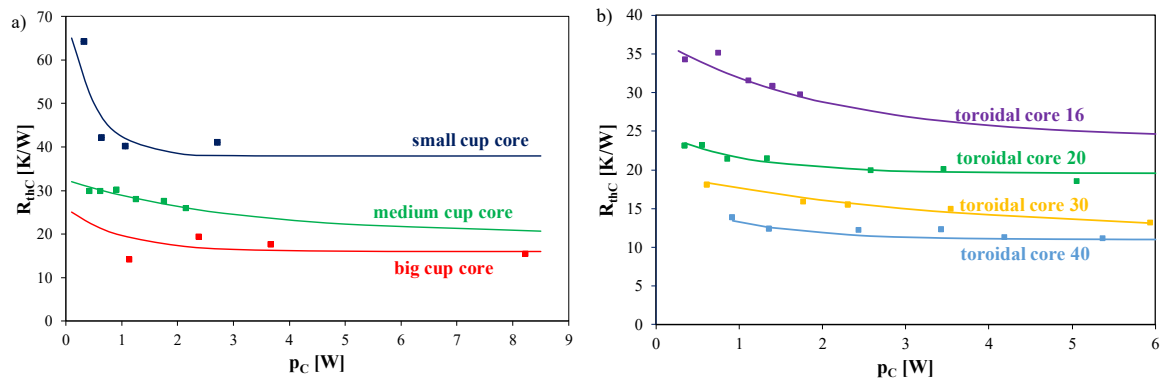 a)
R_thC [K/W]
70
60
50
40
30
20
10
0
small cup core
medium cup core
big cup core
0 1 2 3 4 5 6 7 8 9
p_C [W]
b)
R_thC [K/W]
40
35
30
25
20
15
10
5
0
toroidal core 16
toroidal core 20
toroidal core 30
toroidal core 40
0 1 2 3 4 5 6
p_C [W]